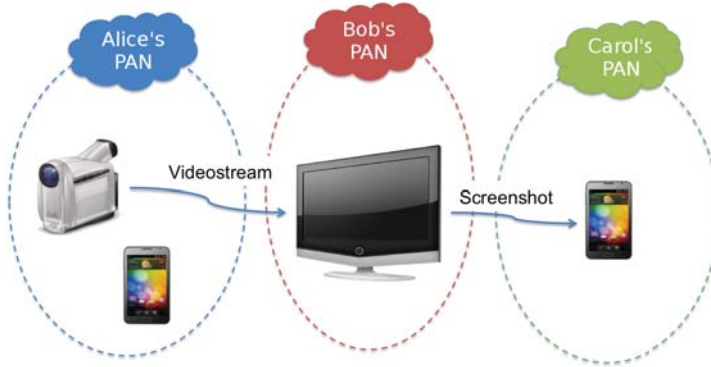 Alice's
PAN
Bob's
PAN
Carol's
PAN
Videostream
Screenshot